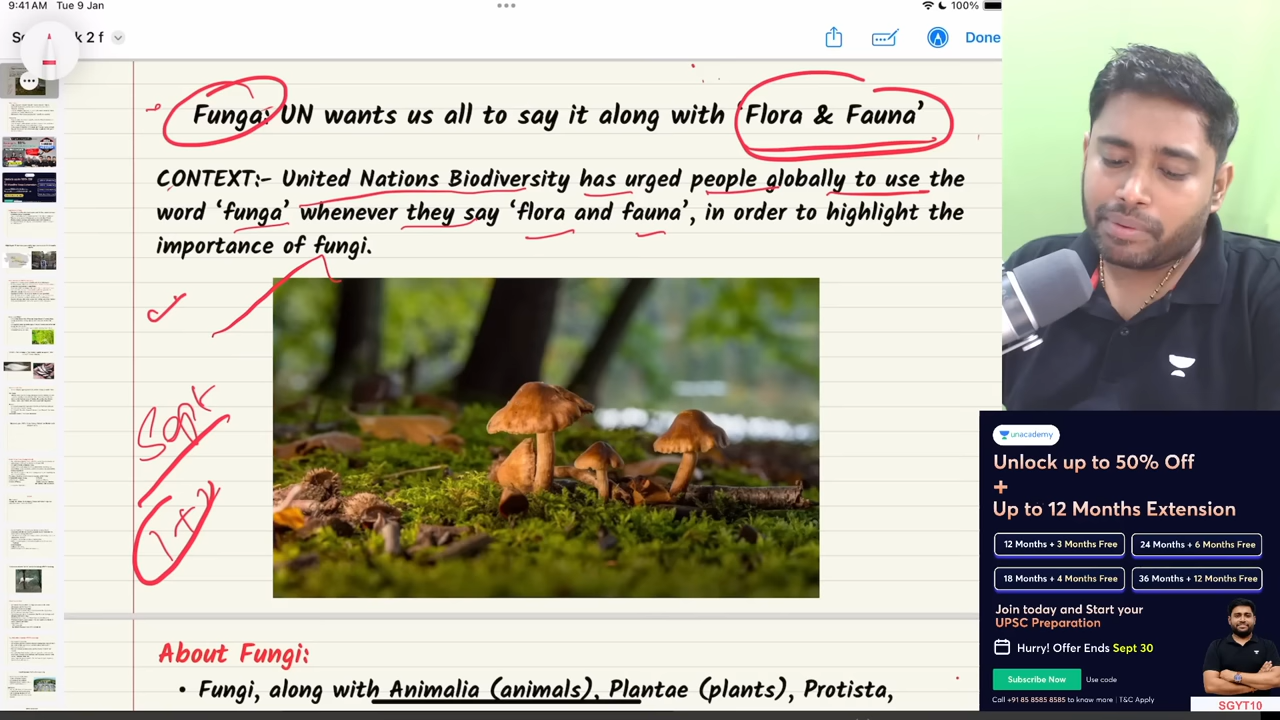 9:41 AM Tue 9 Jan
100%
k 2 f
Done
Funga: UN wants us to say it along with 'Flora & Fauna'
CONTEXT:- United Nations Biodiversity has urged people globally to use the
word 'funga' whenever they say 'flora and fauna', in order to highlight the
importance of fungi.
About Fungi:
Fungi, along with Animalia (animals), Plantae (plants), Protista,
unacademy
Unlock up to 50% Off
+
Up to 12 Months Extension
12 Months + 3 Months Free
24 Months + 6 Months Free
18 Months + 4 Months Free
36 Months + 12 Months Free
Join today and Start your
UPSC Preparation
Hurry! Offer Ends Sept 30
Subscribe Now
Use code
Call +91 85 8585 8585 to know more | T&C Apply
SGYT10